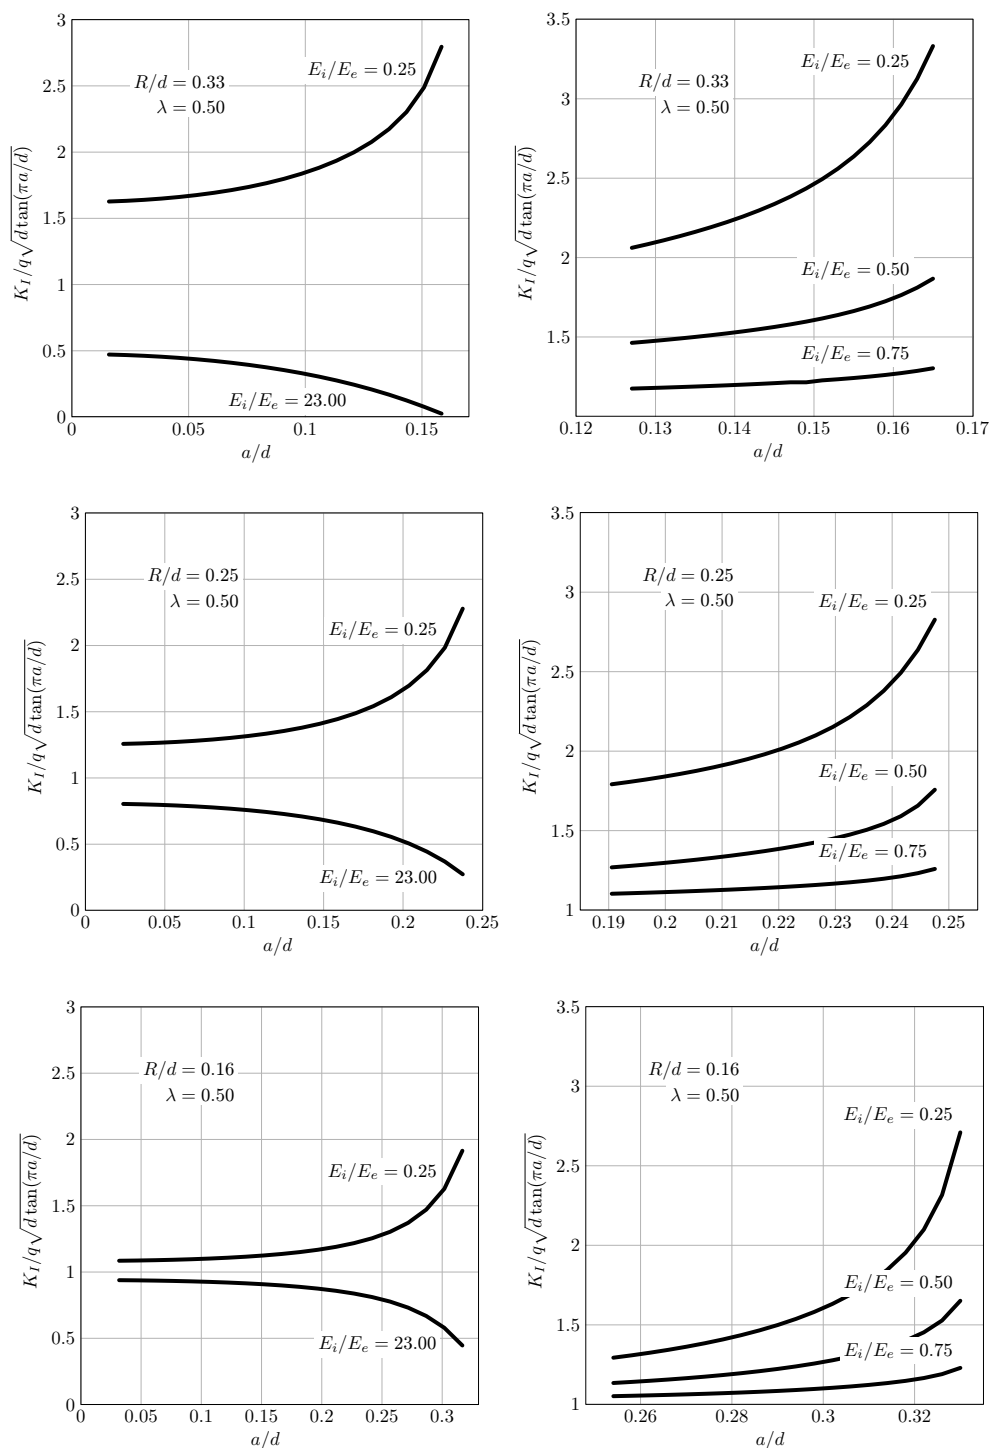 3
2.5
2
1.5
1
0.5
0
0
0.05
0.1
0.15
R/d = 0.33
λ = 0.50
E_i/E_e = 0.25
E_i/E_e = 23.00
K_I/q√d tan(πa/d)
a/d
3.5
3
2.5
2
1.5
0.12
0.13
0.14
0.15
0.16
0.17
R/d = 0.33
λ = 0.50
E_i/E_e = 0.25
E_i/E_e = 0.50
E_i/E_e = 0.75
K_I/q√d tan(πa/d)
a/d
3
2.5
2
1.5
1
0.5
0
0
0.05
0.1
0.15
0.2
0.25
R/d = 0.25
λ = 0.50
E_i/E_e = 0.25
E_i/E_e = 23.00
K_I/q√d tan(πa/d)
a/d
3.5
3
2.5
2
1.5
1
0.19
0.2
0.21
0.22
0.23
0.24
0.25
R/d = 0.25
λ = 0.50
E_i/E_e = 0.25
E_i/E_e = 0.50
E_i/E_e = 0.75
K_I/q√d tan(πa/d)
a/d
3
2.5
2
1.5
1
0.5
0
0
0.05
0.1
0.15
0.2
0.25
0.3
R/d = 0.16
λ = 0.50
E_i/E_e = 0.25
E_i/E_e = 23.00
K_I/q√d tan(πa/d)
a/d
3.5
3
2.5
2
1.5
1
0.26
0.28
0.3
0.32
R/d = 0.16
λ = 0.50
E_i/E_e = 0.25
E_i/E_e = 0.50
E_i/E_e = 0.75
K_I/q√d tan(πa/d)
a/d